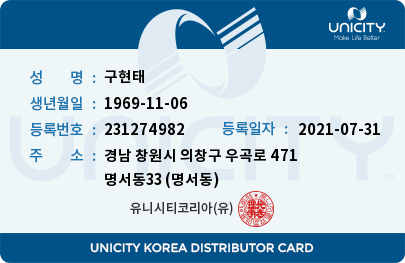 UNICITY
Make Life Better
성 명 : 구현태
생년월일 : 1969-11-06
등록번호 : 231274982 등록일자 : 2021-07-31
주 소 : 경남 창원시 의창구 우곡로 471
명서동33 (명서동)
유니시티코리아(유)
UNICITY
TM
UNICITY KOREA DISTRIBUTOR CARD